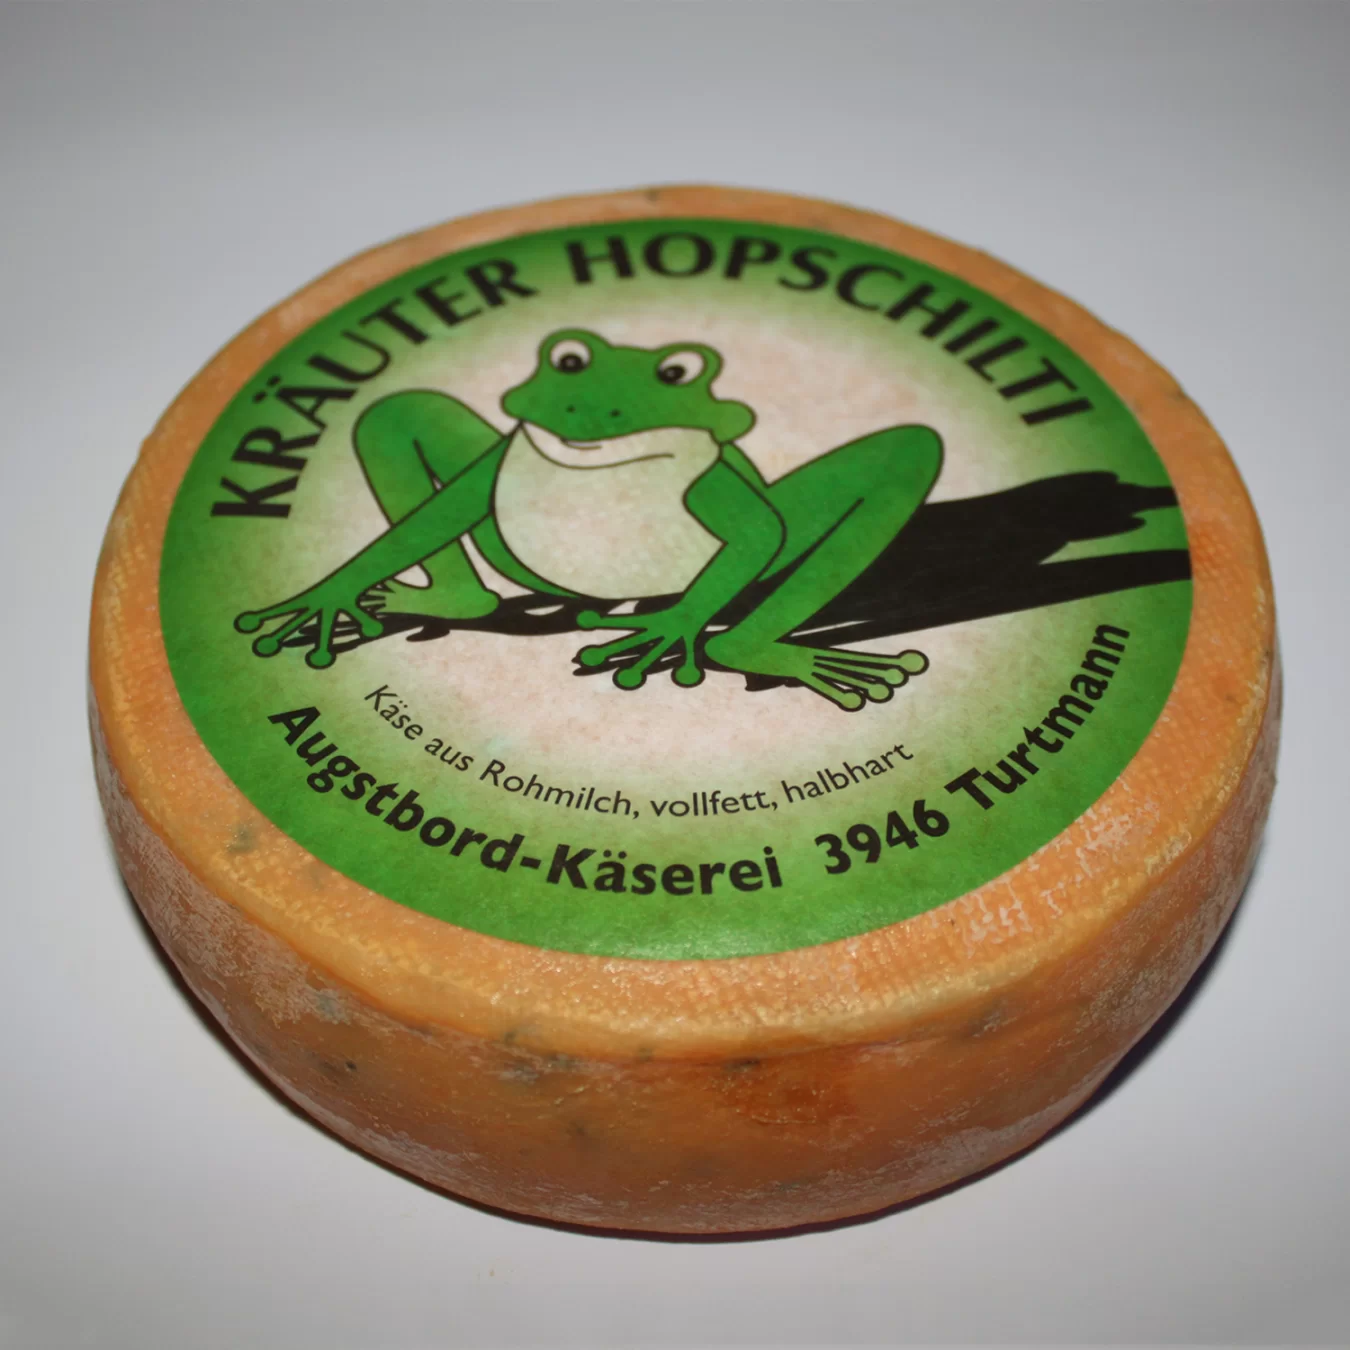 KRÄUTER HOPSCHILTI
Käse aus Rohmilch, vollfett, halbhart
Augstbord-Käserei 3946 Turtmann